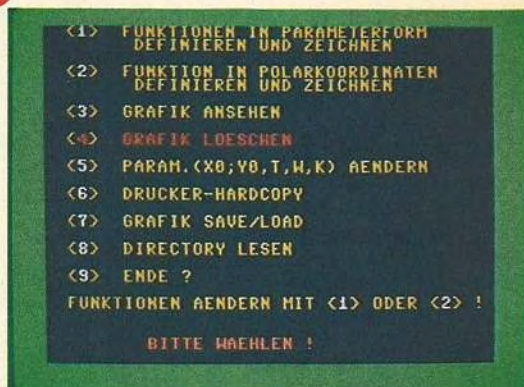 <1> FUNKTIONEN IN PARAMETERFORM
DEFINIEREN UND ZEICHNEN
<2> FUNKTION IN POLARKOORDINATEN
DEFINIEREN UND ZEICHNEN
<3> GRAFIK ANSEHEN
<4> GRAFIK LOESCHEN
<5> PARAM.(X0;Y0,T,W,K) AENDERN
<6> DRUCKER-HARDCOPY
<7> GRAFIK SAVE/LOAD
<8> DIRECTORY LESEN
<9> ENDE ?
FUNKTIONEN AENDERN MIT <1> ODER <2> !
BITTE WAEHLEN !